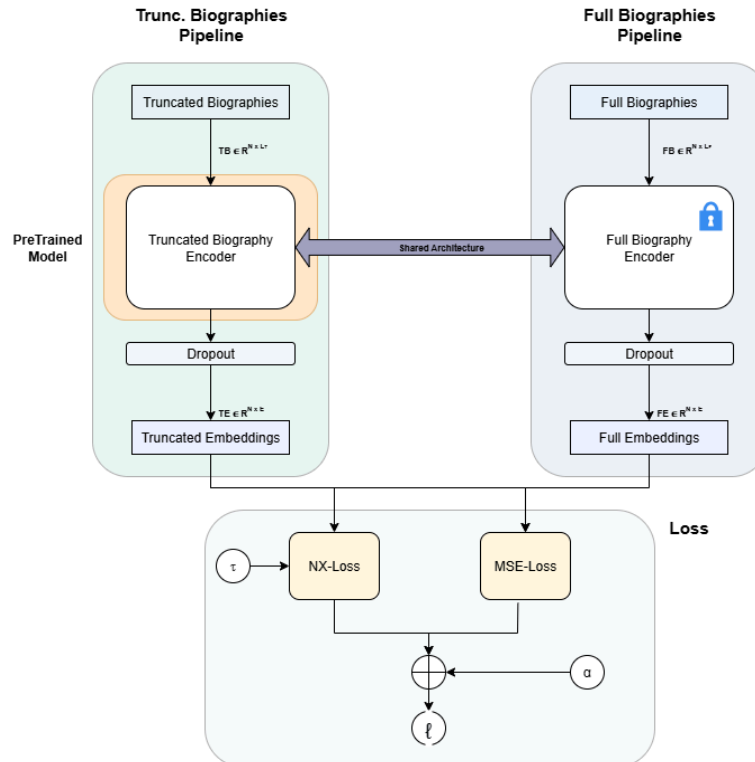 Trunc. Biographies
Pipeline
Full Biographies
Pipeline
Truncated Biographies
Full Biographies
TB ∈ R^{N x L_T}
FB ∈ R^{N x L_F}
PreTrained
Model
Truncated Biography
Encoder
Shared Architecture
Full Biography
Encoder
Dropout
Dropout
TE ∈ R^{N x E}
FE ∈ R^{N x E}
Truncated Embeddings
Full Embeddings
Loss
NX-Loss
MSE-Loss
τ
α
ℓ